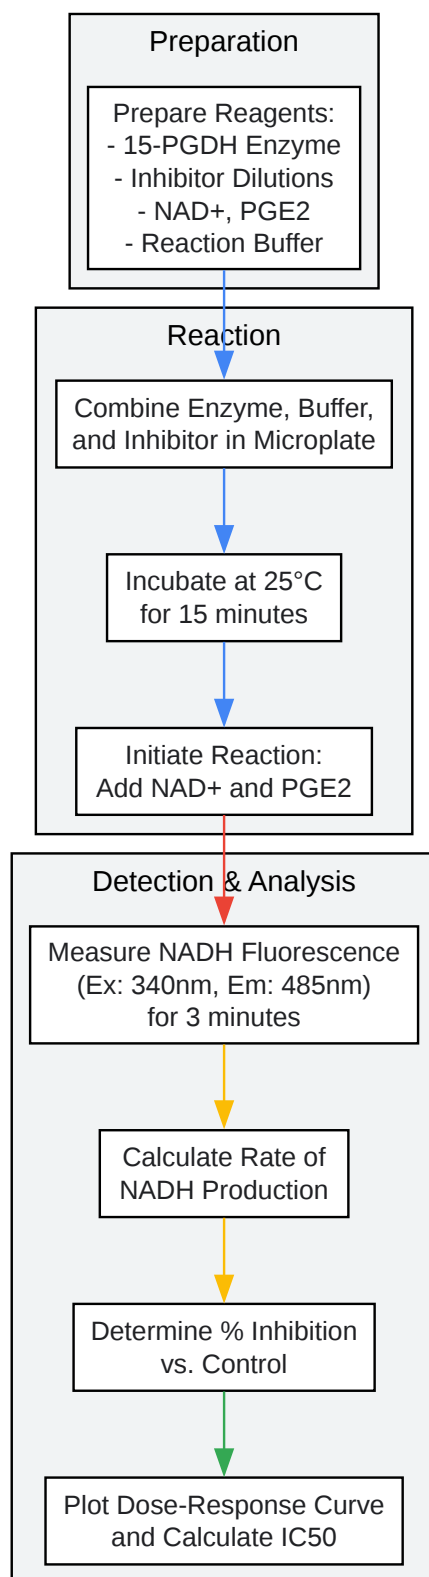 Preparation
Prepare Reagents:
- 15-PGDH Enzyme
- Inhibitor Dilutions
- NAD+, PGE2
- Reaction Buffer
Reaction
Combine Enzyme, Buffer,
and Inhibitor in Microplate
Incubate at 25°C
for 15 minutes
Initiate Reaction:
Add NAD+ and PGE2
Detection & Analysis
Measure NADH Fluorescence
(Ex: 340nm, Em: 485nm)
for 3 minutes
Calculate Rate of
NADH Production
Determine % Inhibition
vs. Control
Plot Dose-Response Curve
and Calculate IC50